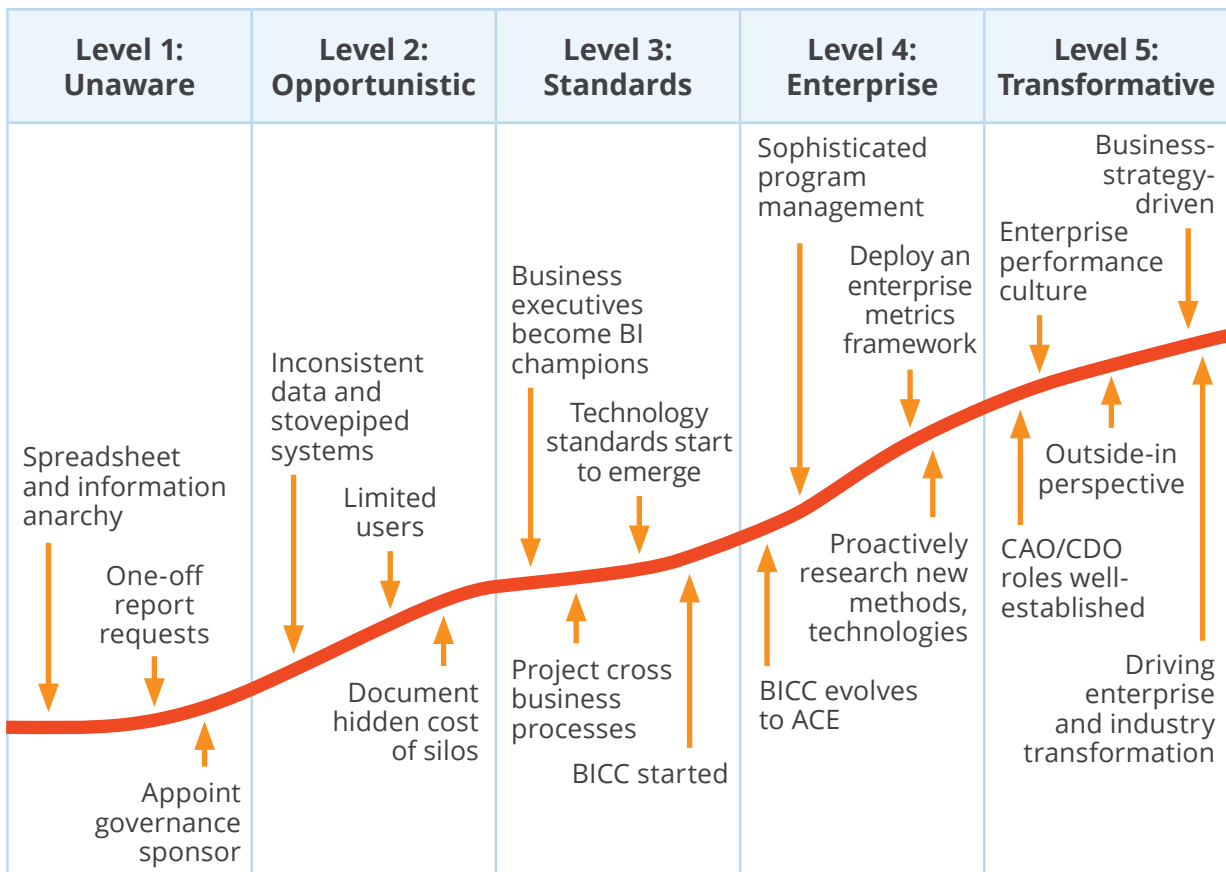 Level 1:
Unaware
Level 2:
Opportunistic
Level 3:
Standards
Level 4:
Enterprise
Level 5:
Transformative
Spreadsheet
and information
anarchy
One-off
report
requests
Appoint
governance
sponsor
Inconsistent
data and
stovepiped
systems
Limited
users
Document
hidden cost
of silos
Business
executives
become BI
champions
Technology
standards start
to emerge
Project cross
business
processes
BICC started
Sophisticated
program
management
Deploy an
enterprise
metrics
framework
Proactively
research new
methods,
technologies
BICC evolves
to ACE
Business-
strategy-
driven
Enterprise
performance
culture
Outside-in
perspective
CAO/CDO
roles well-
established
Driving
enterprise
and industry
transformation